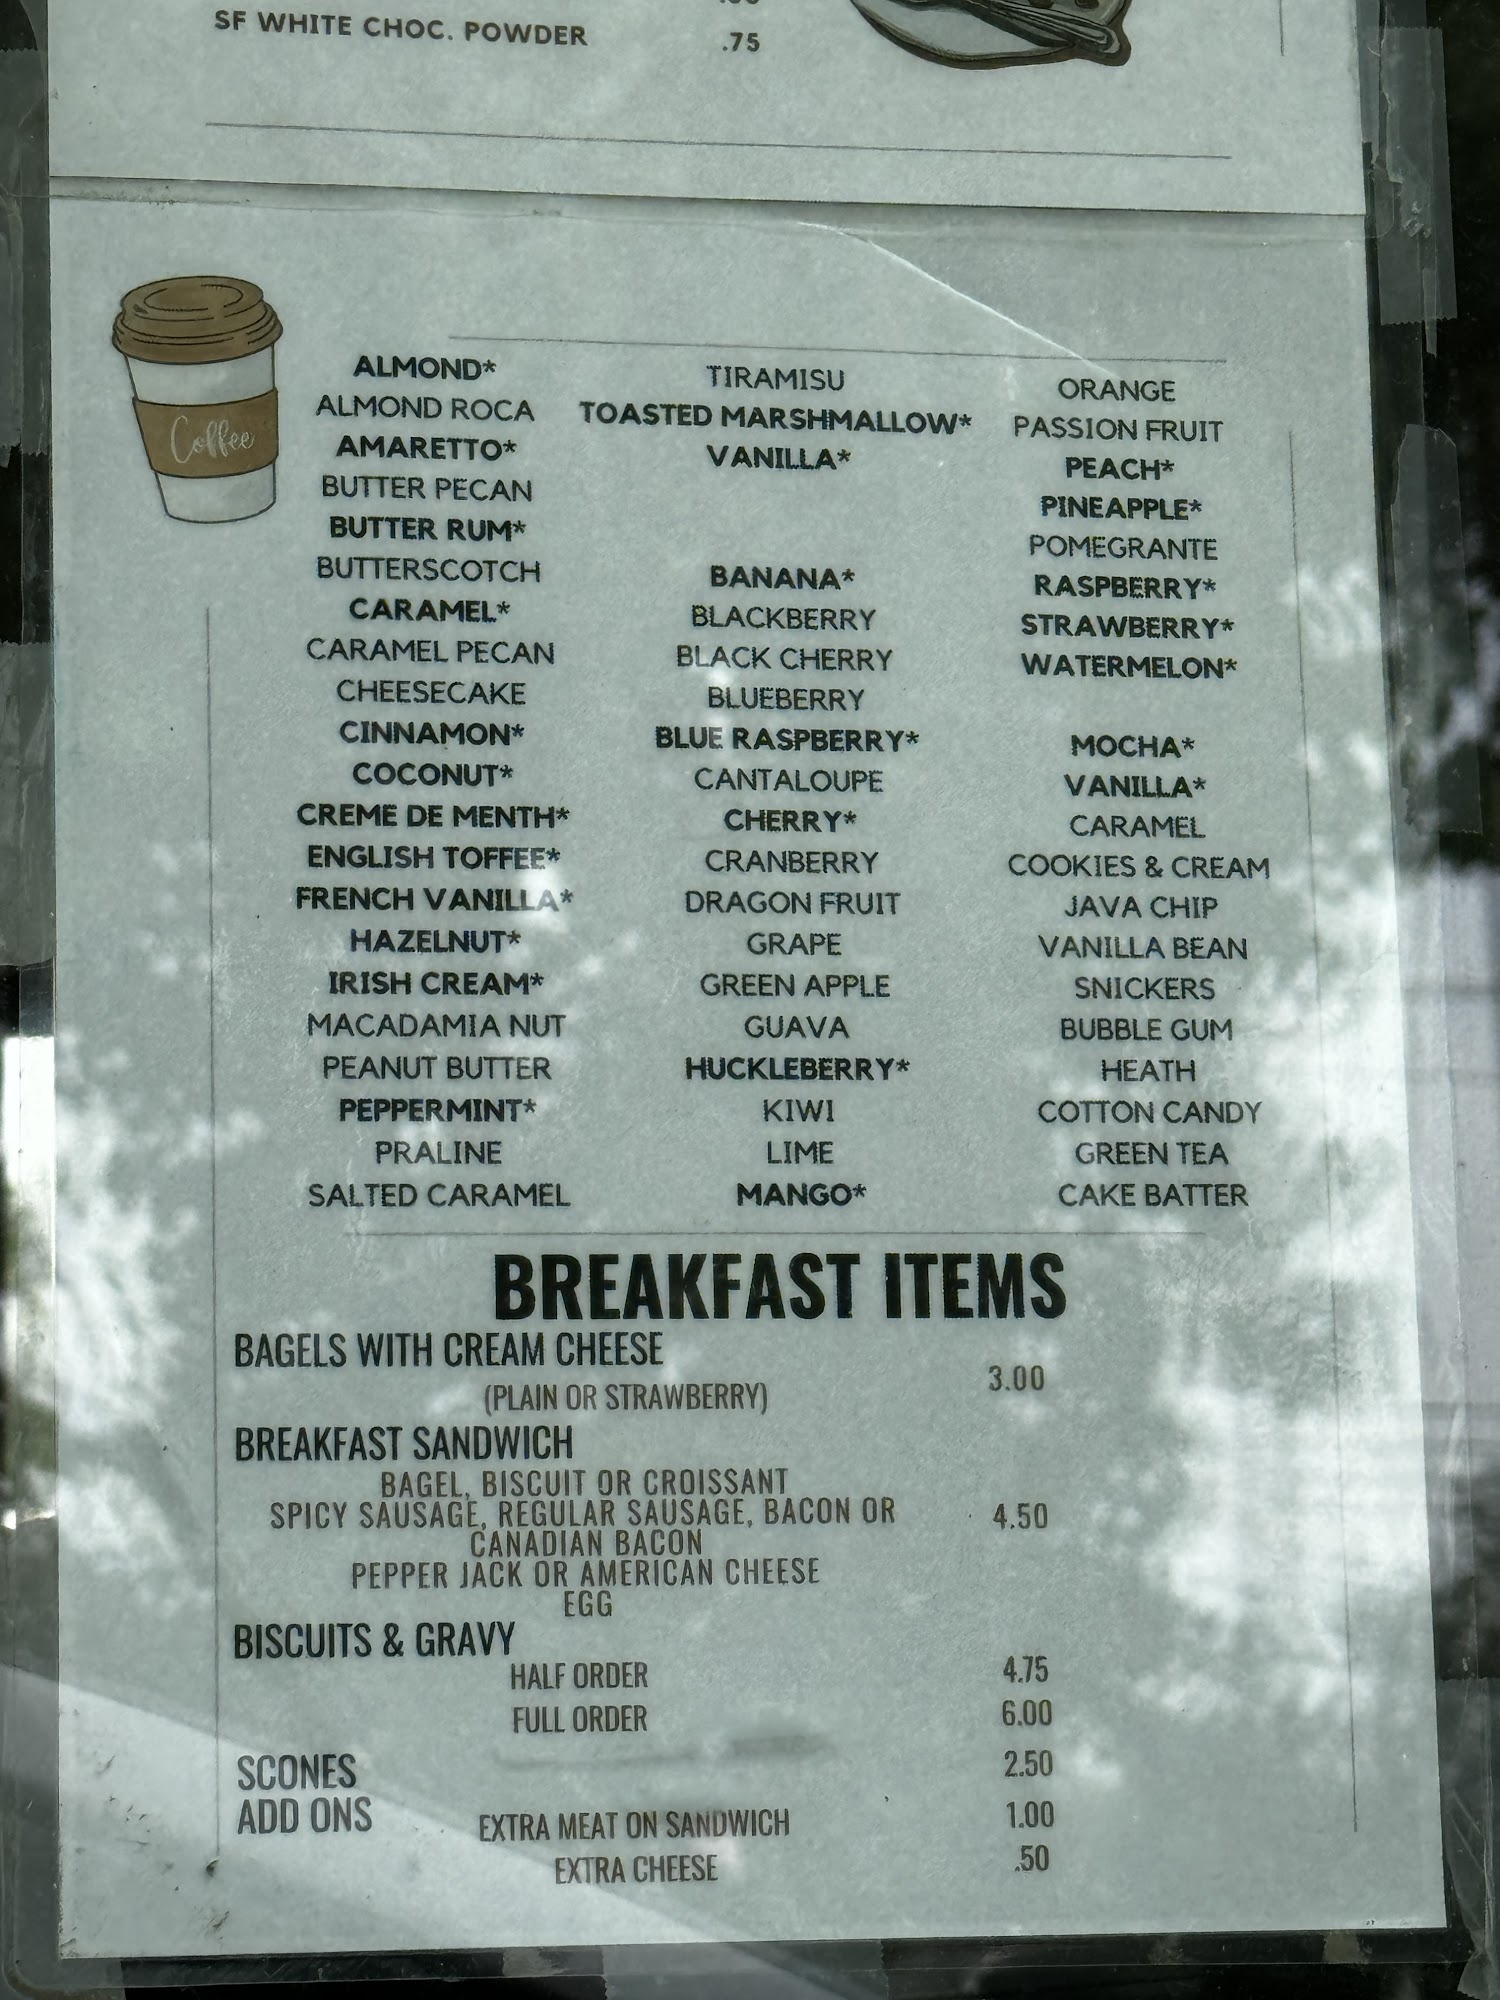 SF WHITE CHOC. POWDER .75
Coffee
ALMOND*
ALMOND ROCA
AMARETTO*
BUTTER PECAN
BUTTER RUM*
BUTTERSCOTCH
CARAMEL*
CARAMEL PECAN
CHEESECAKE
CINNAMON*
COCONUT*
CREME DE MENTH*
ENGLISH TOFFEE*
FRENCH VANILLA*
HAZELNUT*
IRISH CREAM*
MACADAMIA NUT
PEANUT BUTTER
PEPPERMINT*
PRALINE
SALTED CARAMEL
TIRAMISU
TOASTED MARSHMALLOW*
VANILLA*
BANANA*
BLACKBERRY
BLACK CHERRY
BLUEBERRY
BLUE RASPBERRY*
CANTALOUPE
CHERRY*
CRANBERRY
DRAGON FRUIT
GRAPE
GREEN APPLE
GUAVA
HUCKLEBERRY*
KIWI
LIME
MANGO*
ORANGE
PASSION FRUIT
PEACH*
PINEAPPLE*
POMEGRANTE
RASPBERRY*
STRAWBERRY*
WATERMELON*
MOCHA*
VANILLA*
CARAMEL
COOKIES & CREAM
JAVA CHIP
VANILLA BEAN
SNICKERS
BUBBLE GUM
HEATH
COTTON CANDY
GREEN TEA
CAKE BATTER
BREAKFAST ITEMS
BAGELS WITH CREAM CHEESE
(PLAIN OR STRAWBERRY) 3.00
BREAKFAST SANDWICH
BAGEL, BISCUIT OR CROISSANT
SPICY SAUSAGE, REGULAR SAUSAGE, BACON OR 4.50
CANADIAN BACON
PEPPER JACK OR AMERICAN CHEESE
EGG
BISCUITS & GRAVY
HALF ORDER 4.75
FULL ORDER 6.00
SCONES 2.50
ADD ONS EXTRA MEAT ON SANDWICH 1.00
EXTRA CHEESE .50